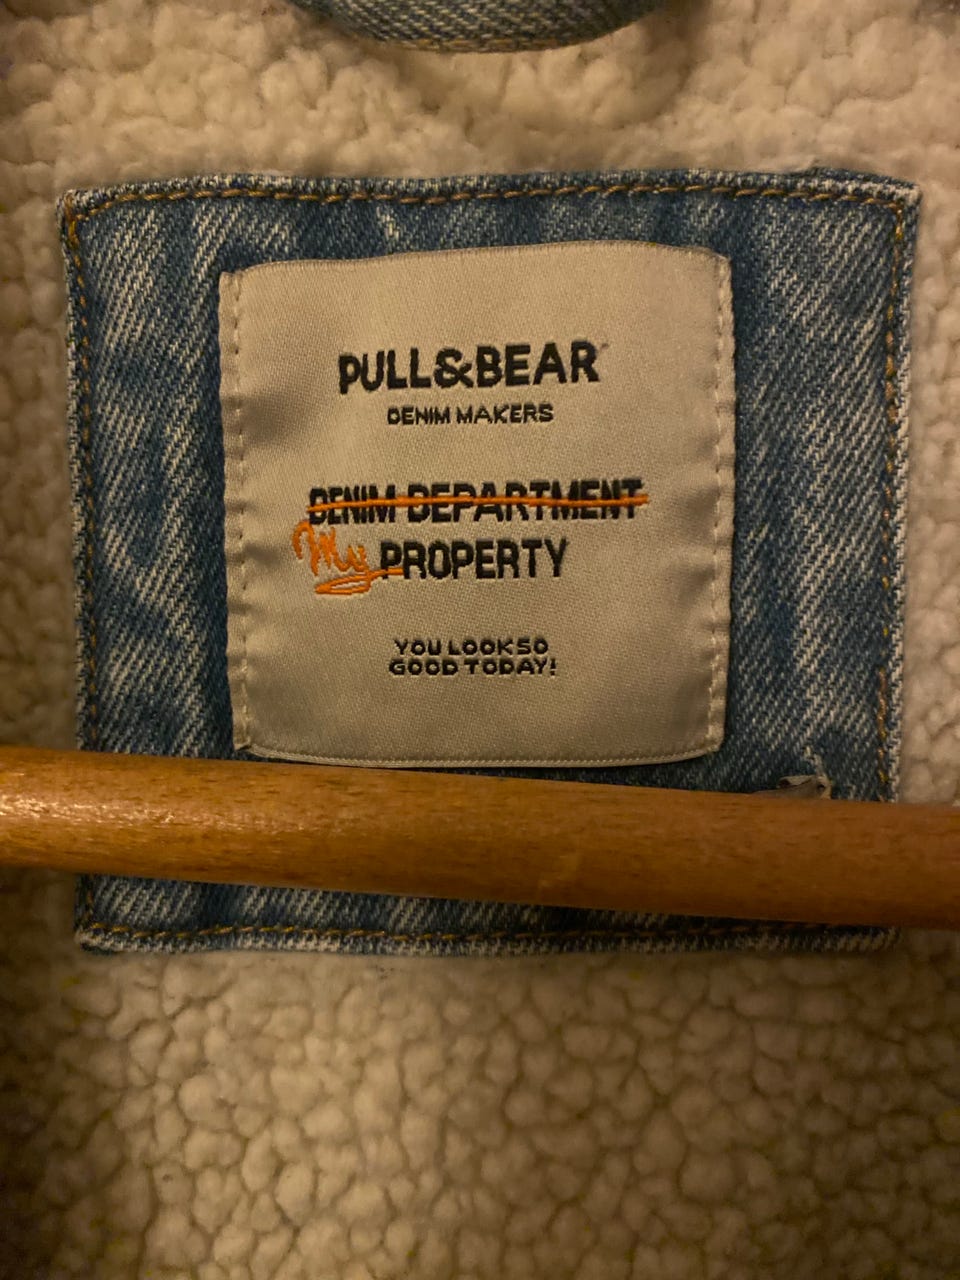 PULL&BEAR
DENIM MAKERS
DENIM DEPARTMENT
My PROPERTY
YOU LOOK SO
GOOD TODAY!